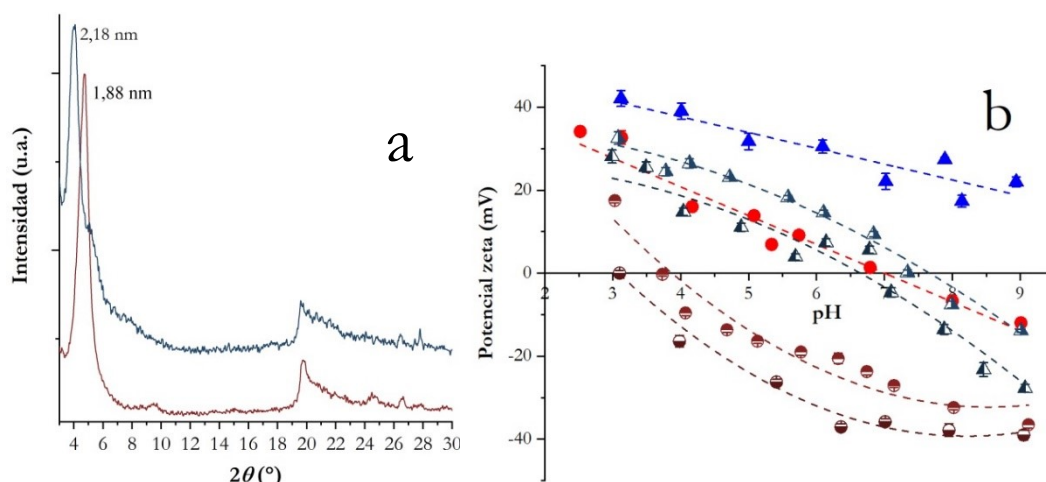 2,18 nm
1,88 nm
a
Intensidad (u.a.)
4 6 8 10 12 14 16 18 20 22 24 26 28 30
2θ (°)
b
Potencial zeta (mV)
40
20
0
-20
-40
2 3 4 5 6 7 8 9
pH